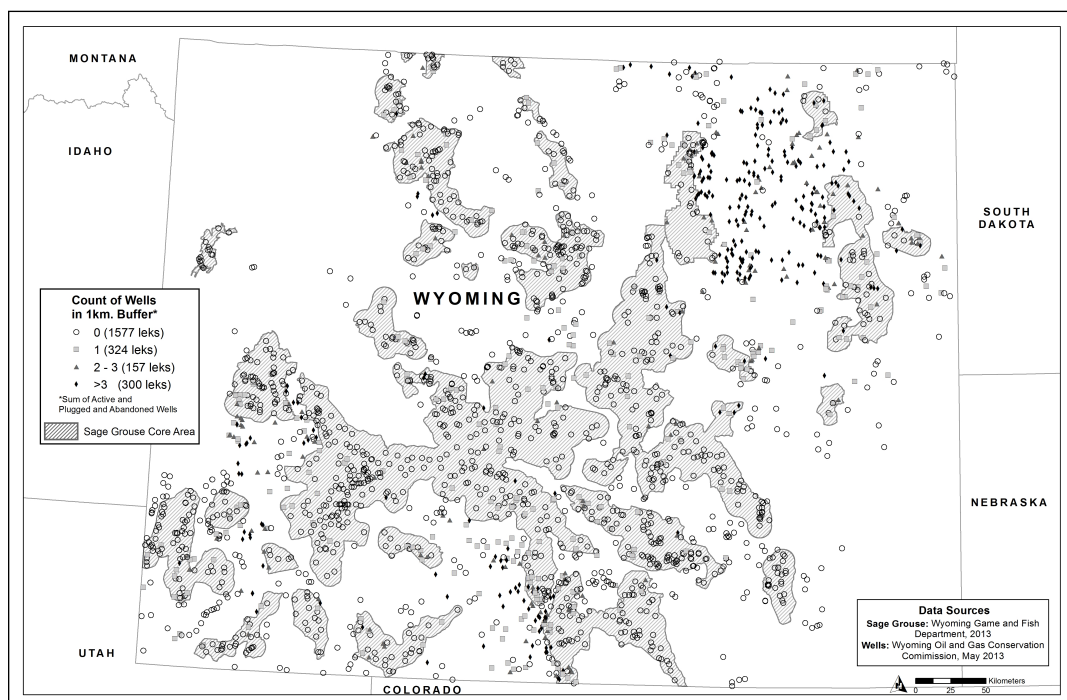 MONTANA
IDAHO
SOUTH
DAKOTA
WYOMING
Count of Wells
in 1km. Buffer*
0 (1577 leks)
1 (324 leks)
2 - 3 (157 leks)
>3 (300 leks)
*Sum of Active and
Plugged and Abandoned Wells
Sage Grouse Core Area
NEBRASKA
UTAH
COLORADO
Data Sources
Sage Grouse: Wyoming Game and Fish
Department, 2013
Wells: Wyoming Oil and Gas Conservation
Comimission, May 2013
Kilometers
0 25 50